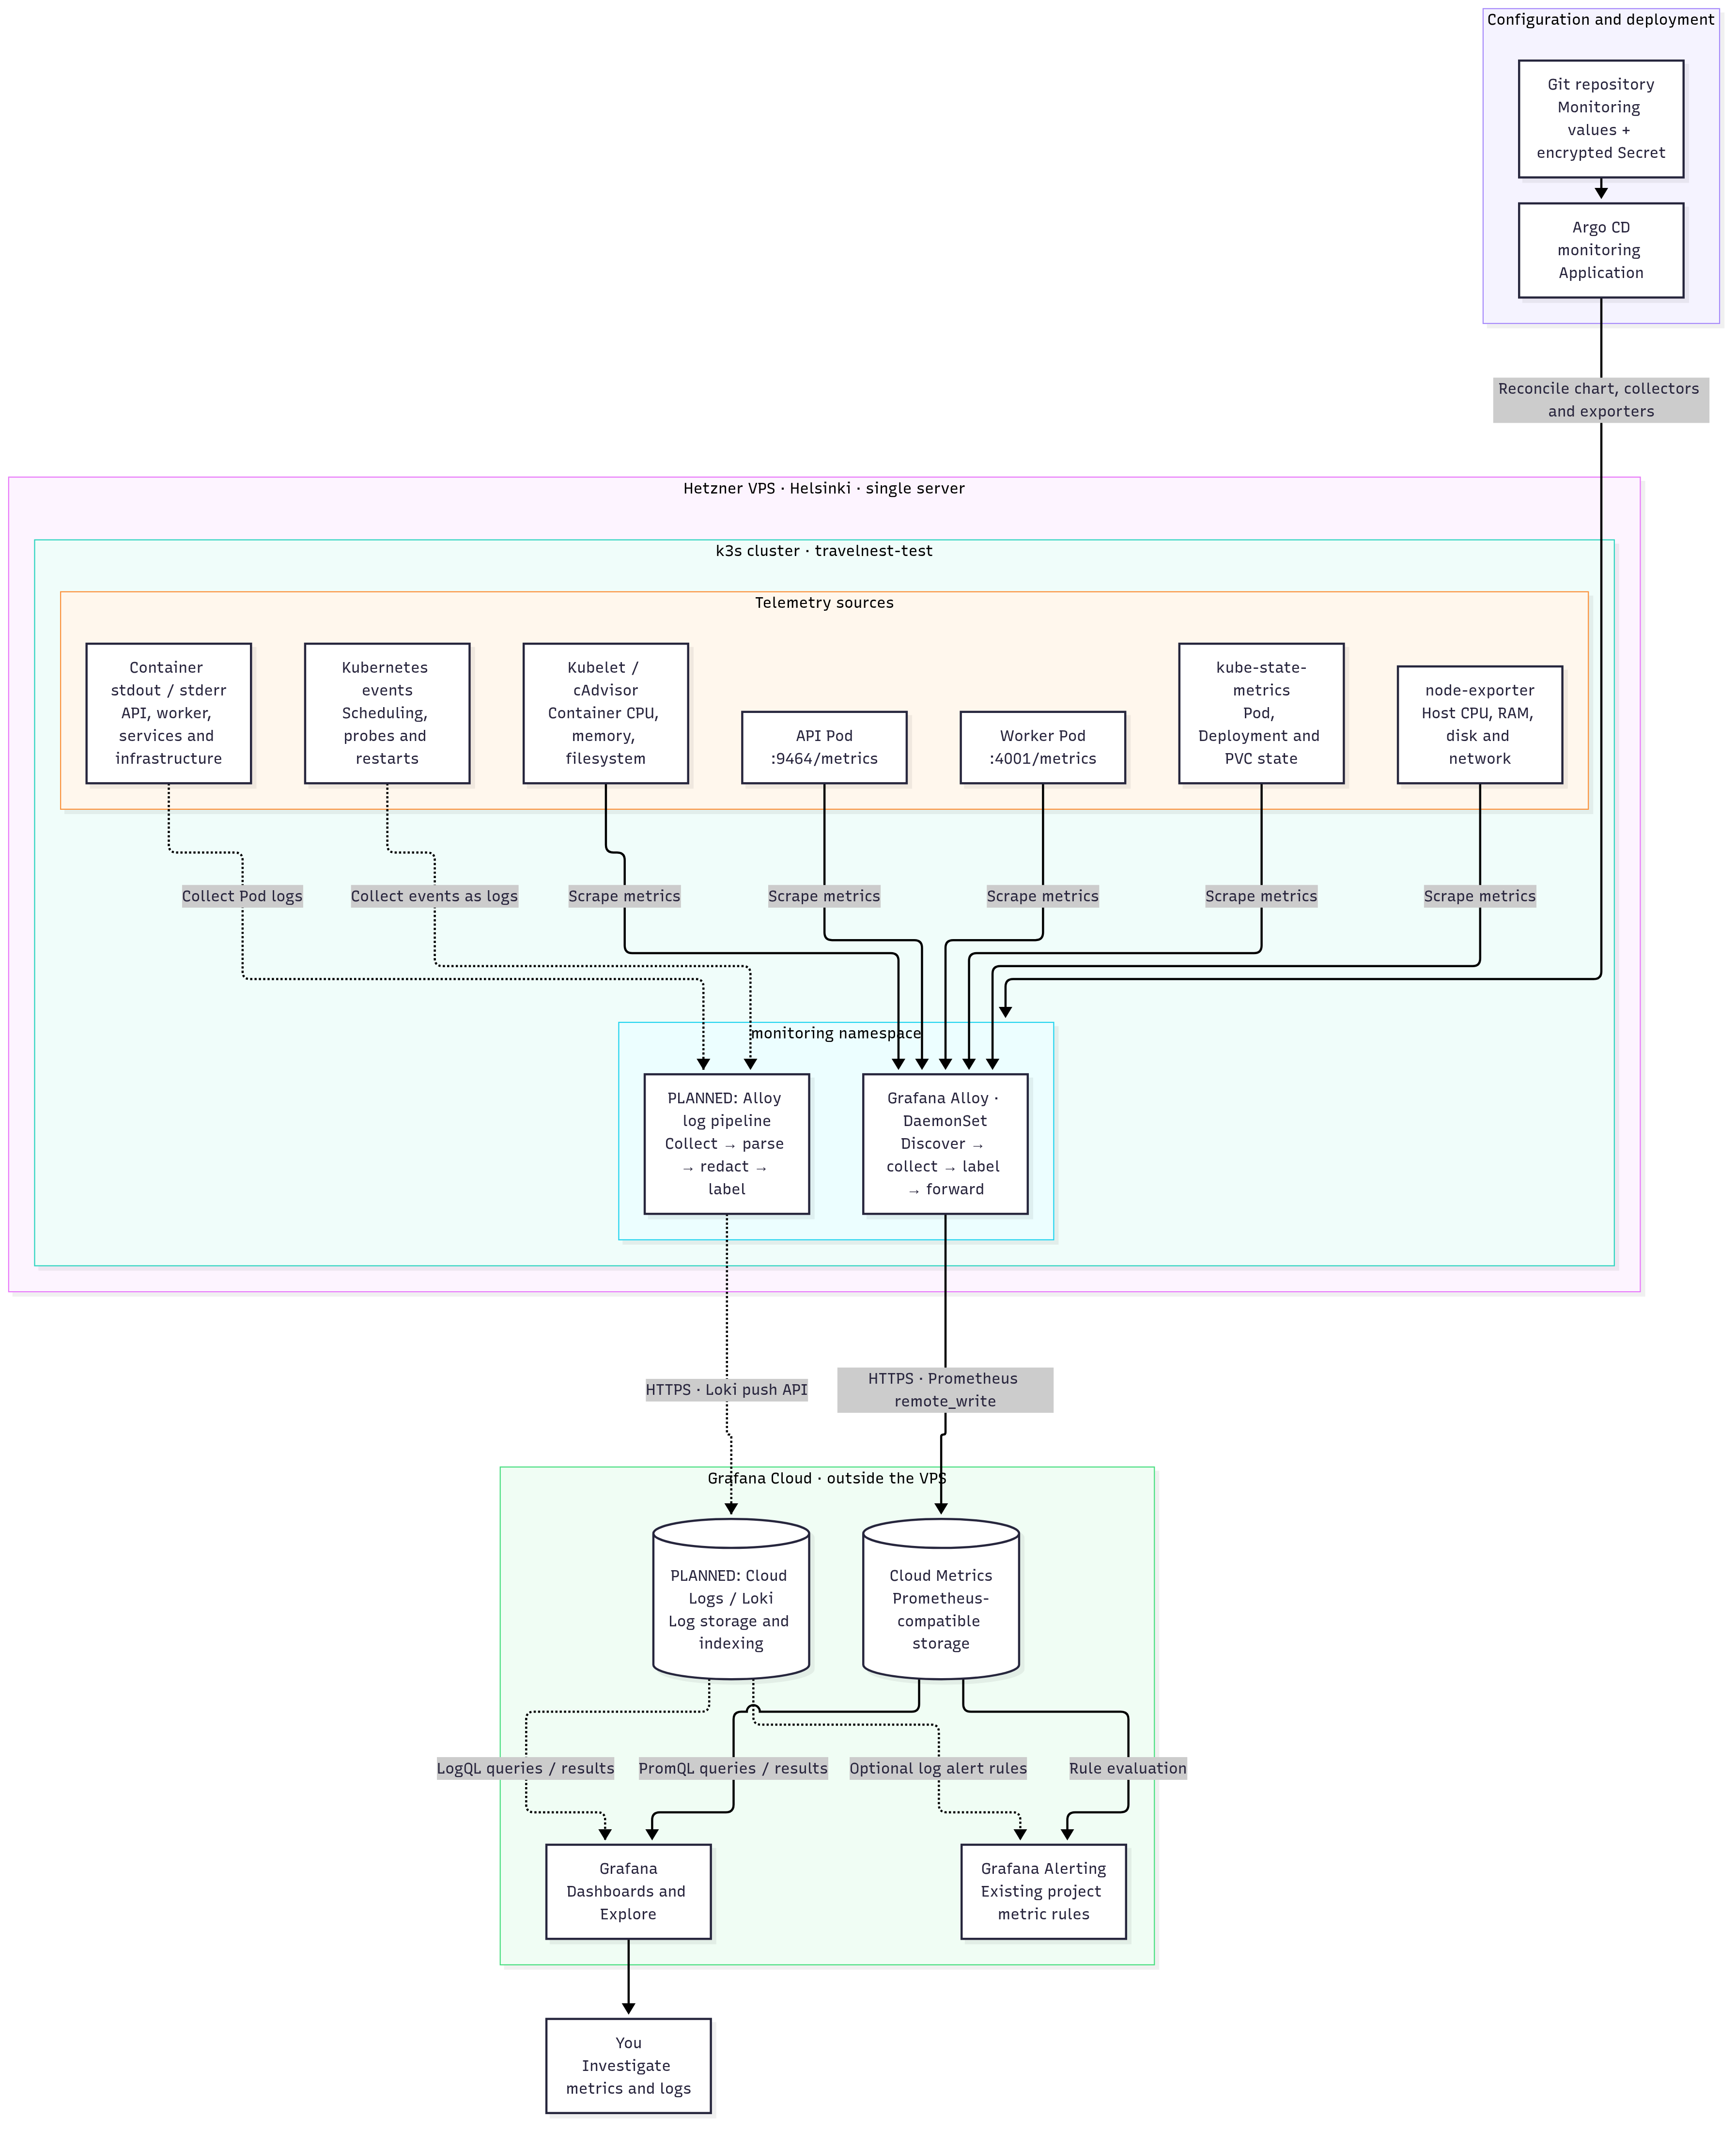 Configuration and deployment
Git repository
Monitoring
values +
encrypted Secret
Argo CD
monitoring
Application
Reconcile chart, collectors
and exporters
Hetzner VPS · Helsinki · single server
k3s cluster · travelnest-test
Telemetry sources
Container
stdout / stderr
API, worker,
services and
infrastructure
Kubernetes
events
Scheduling,
probes and
restarts
Kubelet /
cAdvisor
Container CPU,
memory,
filesystem
API Pod
:9464/metrics
Worker Pod
:4001/metrics
kube-state-
metrics
Pod,
Deployment and
PVC state
node-exporter
Host CPU, RAM,
disk and
network
Collect Pod logs
Collect events as logs
Scrape metrics
Scrape metrics
Scrape metrics
Scrape metrics
Scrape metrics
monitoring namespace
PLANNED: Alloy
log pipeline
Collect → parse
→ redact →
label
Grafana Alloy ·
DaemonSet
Discover →
collect → label
→ forward
HTTPS · Loki push API
HTTPS · Prometheus
remote_write
Grafana Cloud · outside the VPS
PLANNED: Cloud
Logs / Loki
Log storage and
indexing
Cloud Metrics
Prometheus-
compatible
storage
LogQL queries / results
PromQL queries / results
Optional log alert rules
Rule evaluation
Grafana
Dashboards and
Explore
Grafana Alerting
Existing project
metric rules
You
Investigate
metrics and logs